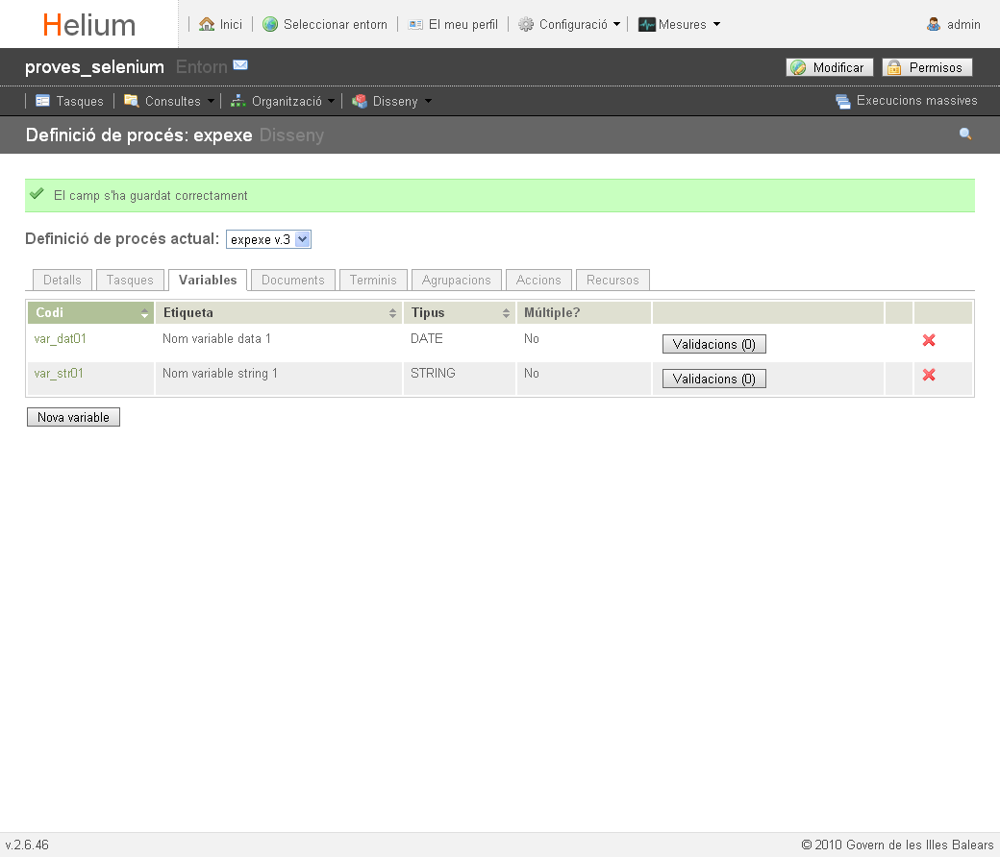 Helium
Inici Seleccionar entorn El meu perfil Configuració Mesures admin
proves_selenium Entorn Modificar Permisos
Tasques Consultes Organització Disseny Execucions massives
Definició de procés: expexe Disseny
El camp s'ha guardat correctament
Definició de procés actual: expexe v.3
Detalls Tasques Variables Documents Terminis Agrupacions Accions Recursos
Codi Etiqueta Tipus Múltiple?
var_dat01 Nom variable data 1 DATE No Validacions (0)
var_str01 Nom variable string 1 STRING No Validacions (0)
Nova variable
v.2.6.46 © 2010 Govern de les Illes Balears